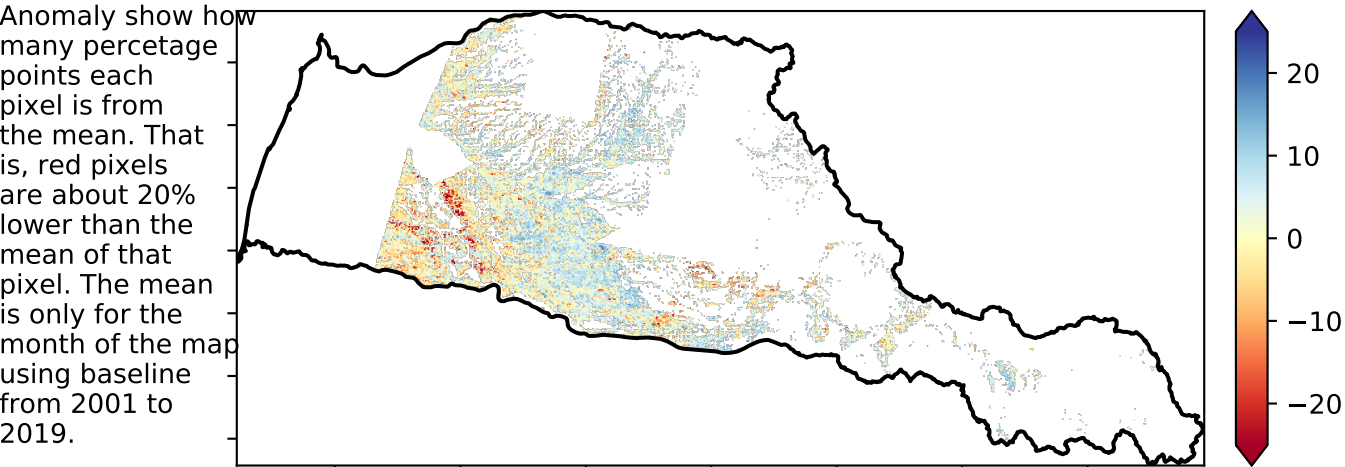 Anomaly show how
many percetage
points each
pixel is from
the mean. That
is, red pixels
are about 20%
lower than the
mean of that
pixel. The mean
is only for the
month of the map
using baseline
from 2001 to
2019.
20
10
0
−10
−20